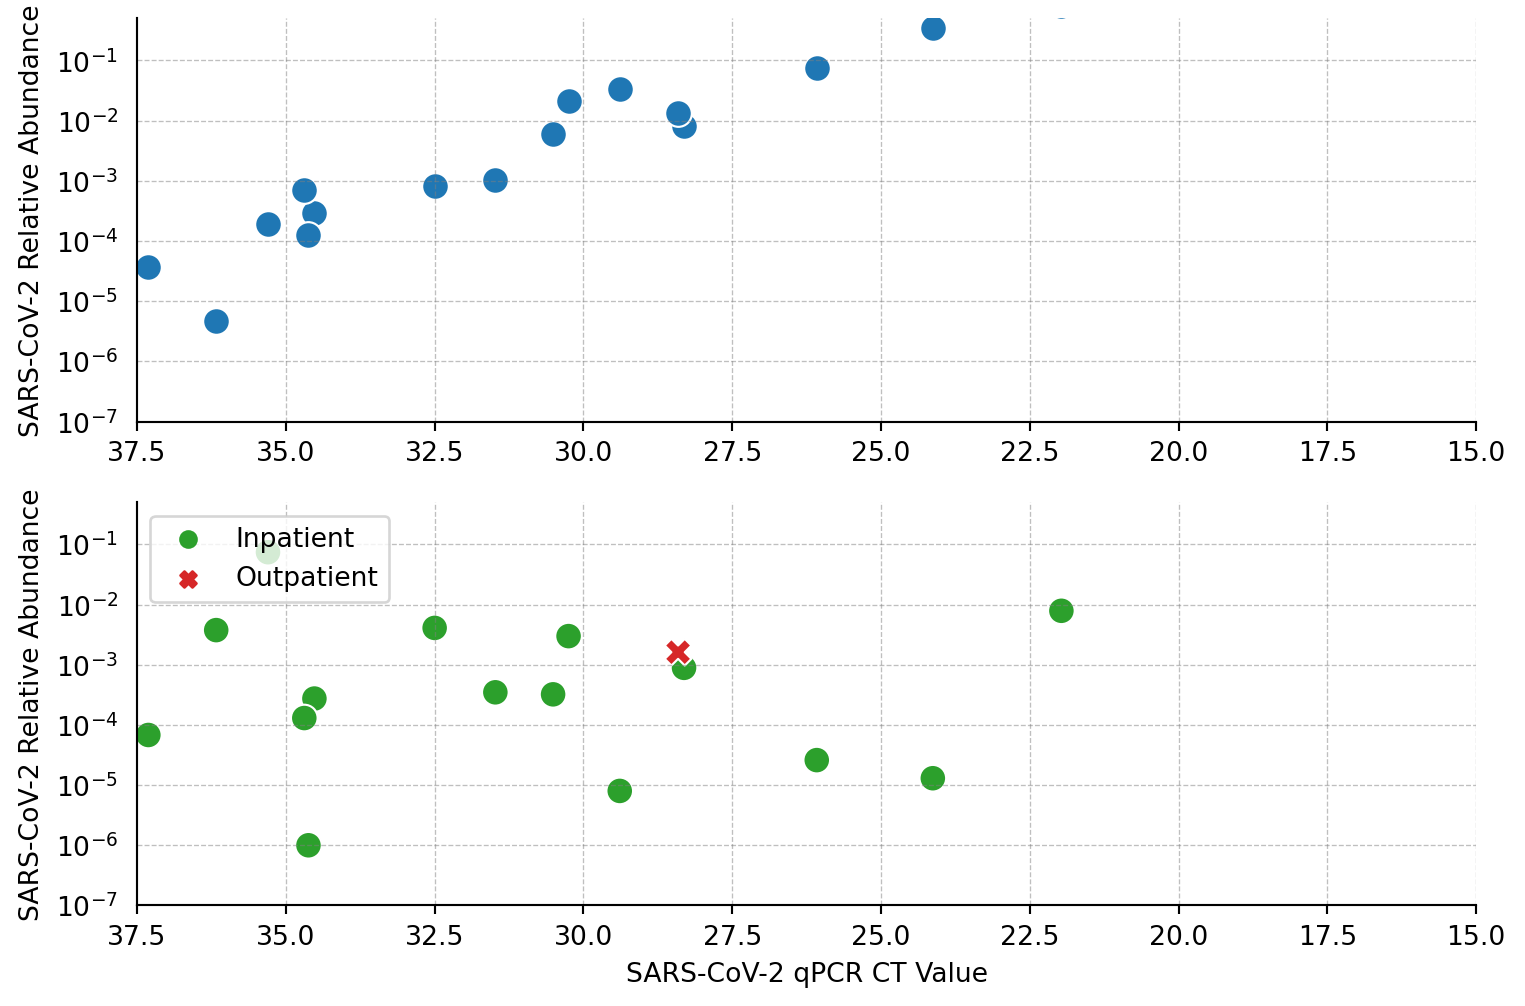 SARS-CoV-2 Relative Abundance
10⁻¹
10⁻²
10⁻³
10⁻⁴
10⁻⁵
10⁻⁶
10⁻⁷
37.5 35.0 32.5 30.0 27.5 25.0 22.5 20.0 17.5 15.0
SARS-CoV-2 Relative Abundance
10⁻¹
10⁻²
10⁻³
10⁻⁴
10⁻⁵
10⁻⁶
10⁻⁷
Inpatient
Outpatient
37.5 35.0 32.5 30.0 27.5 25.0 22.5 20.0 17.5 15.0
SARS-CoV-2 qPCR CT Value